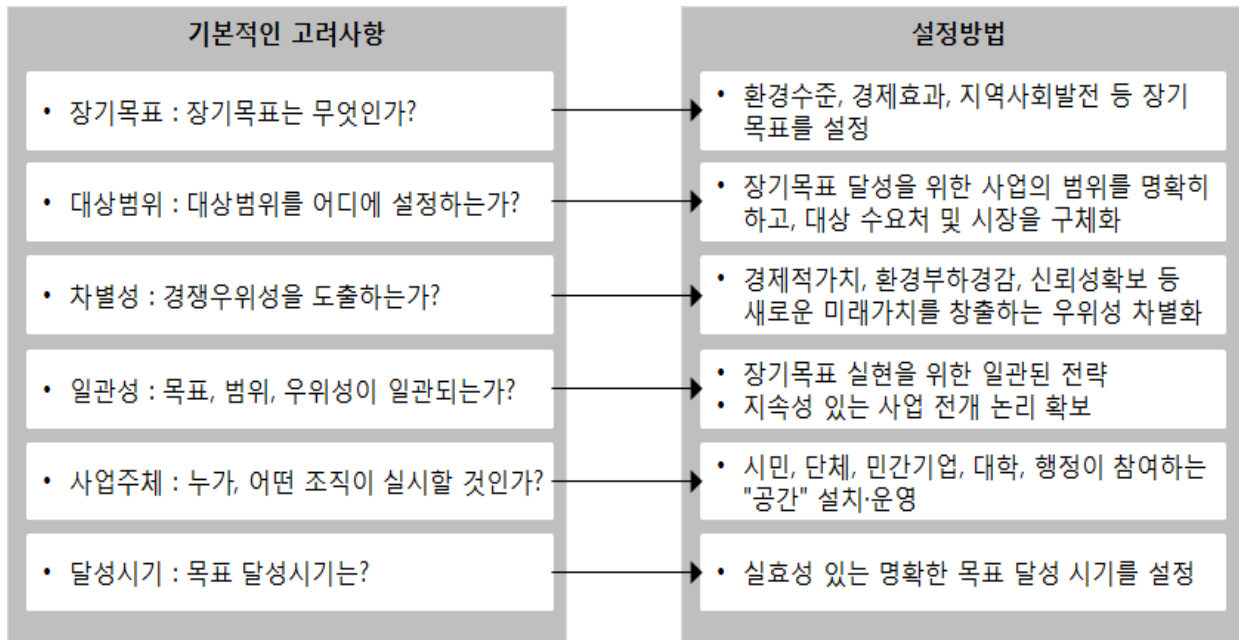 기본적인 고려사항
설정방법
• 장기목표 : 장기목표는 무엇인가?
• 환경수준, 경제효과, 지역사회발전 등 장기
목표를 설정
• 대상범위 : 대상범위를 어디에 설정하는가?
• 장기목표 달성을 위한 사업의 범위를 명확히
하고, 대상 수요처 및 시장을 구체화
• 차별성 : 경쟁우위성을 도출하는가?
• 경제적가치, 환경부하경감, 신뢰성확보 등
새로운 미래가치를 창출하는 우위성 차별화
• 일관성 : 목표, 범위, 우위성이 일관되는가?
• 장기목표 실현을 위한 일관된 전략
• 지속성 있는 사업 전개 논리 확보
• 사업주체 : 누가, 어떤 조직이 실시할 것인가?
• 시민, 단체, 민간기업, 대학, 행정이 참여하는
"공간" 설치·운영
• 달성시기 : 목표 달성시기는?
• 실효성 있는 명확한 목표 달성 시기를 설정